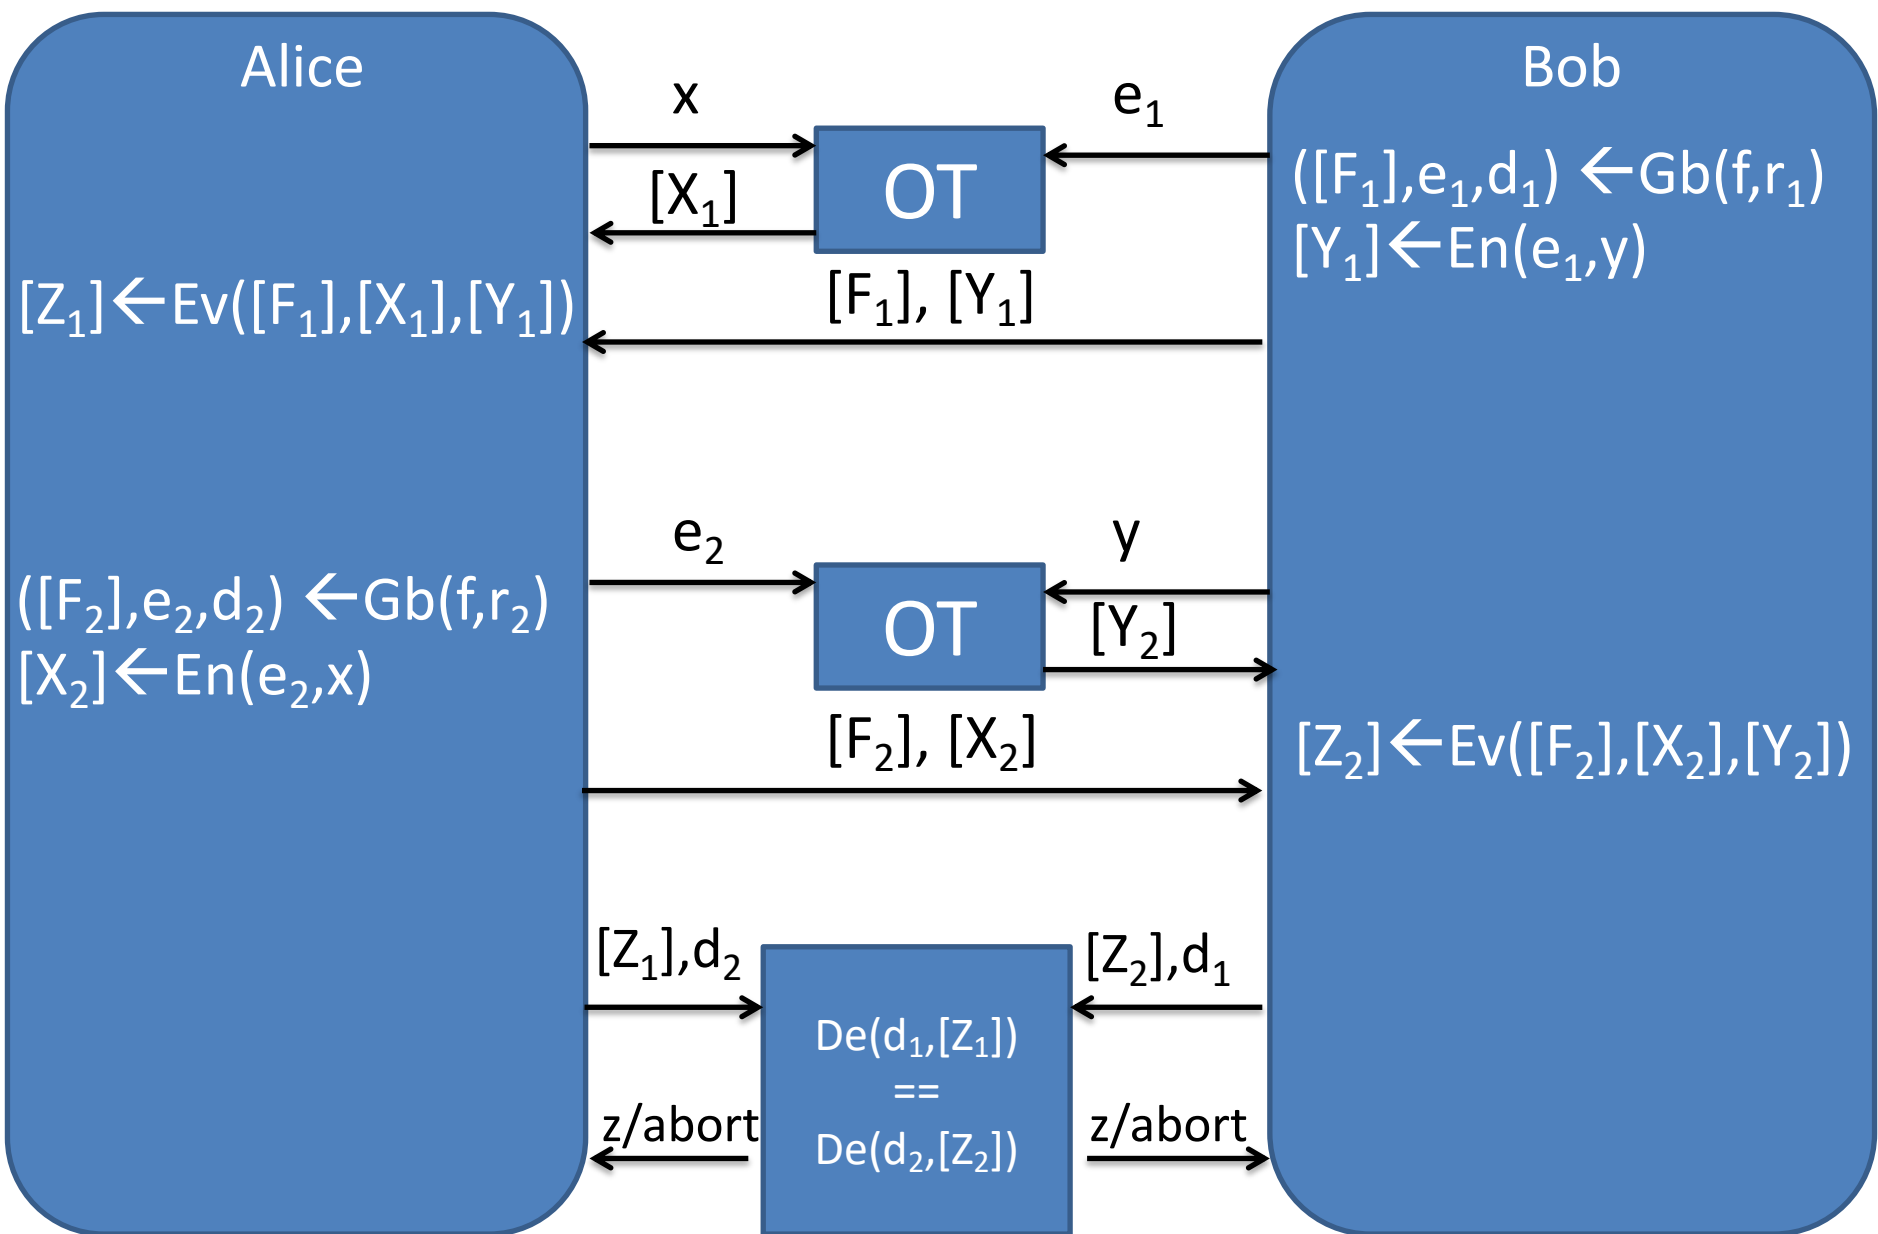 Alice
Bob
x
e₁
OT
([F₁],e₁,d₁) ←Gb(f,r₁)
[X₁]
[Y₁]←En(e₁,y)
[Z₁]←Ev([F₁],[X₁],[Y₁])
[F₁], [Y₁]
e₂
y
([F₂],e₂,d₂) ←Gb(f,r₂)
OT
[Y₂]
[X₂]←En(e₂,x)
[F₂], [X₂]
[Z₂]←Ev([F₂],[X₂],[Y₂])
[Z₁],d₂
[Z₂],d₁
De(d₁,[Z₁])
==
De(d₂,[Z₂])
z/abort
z/abort